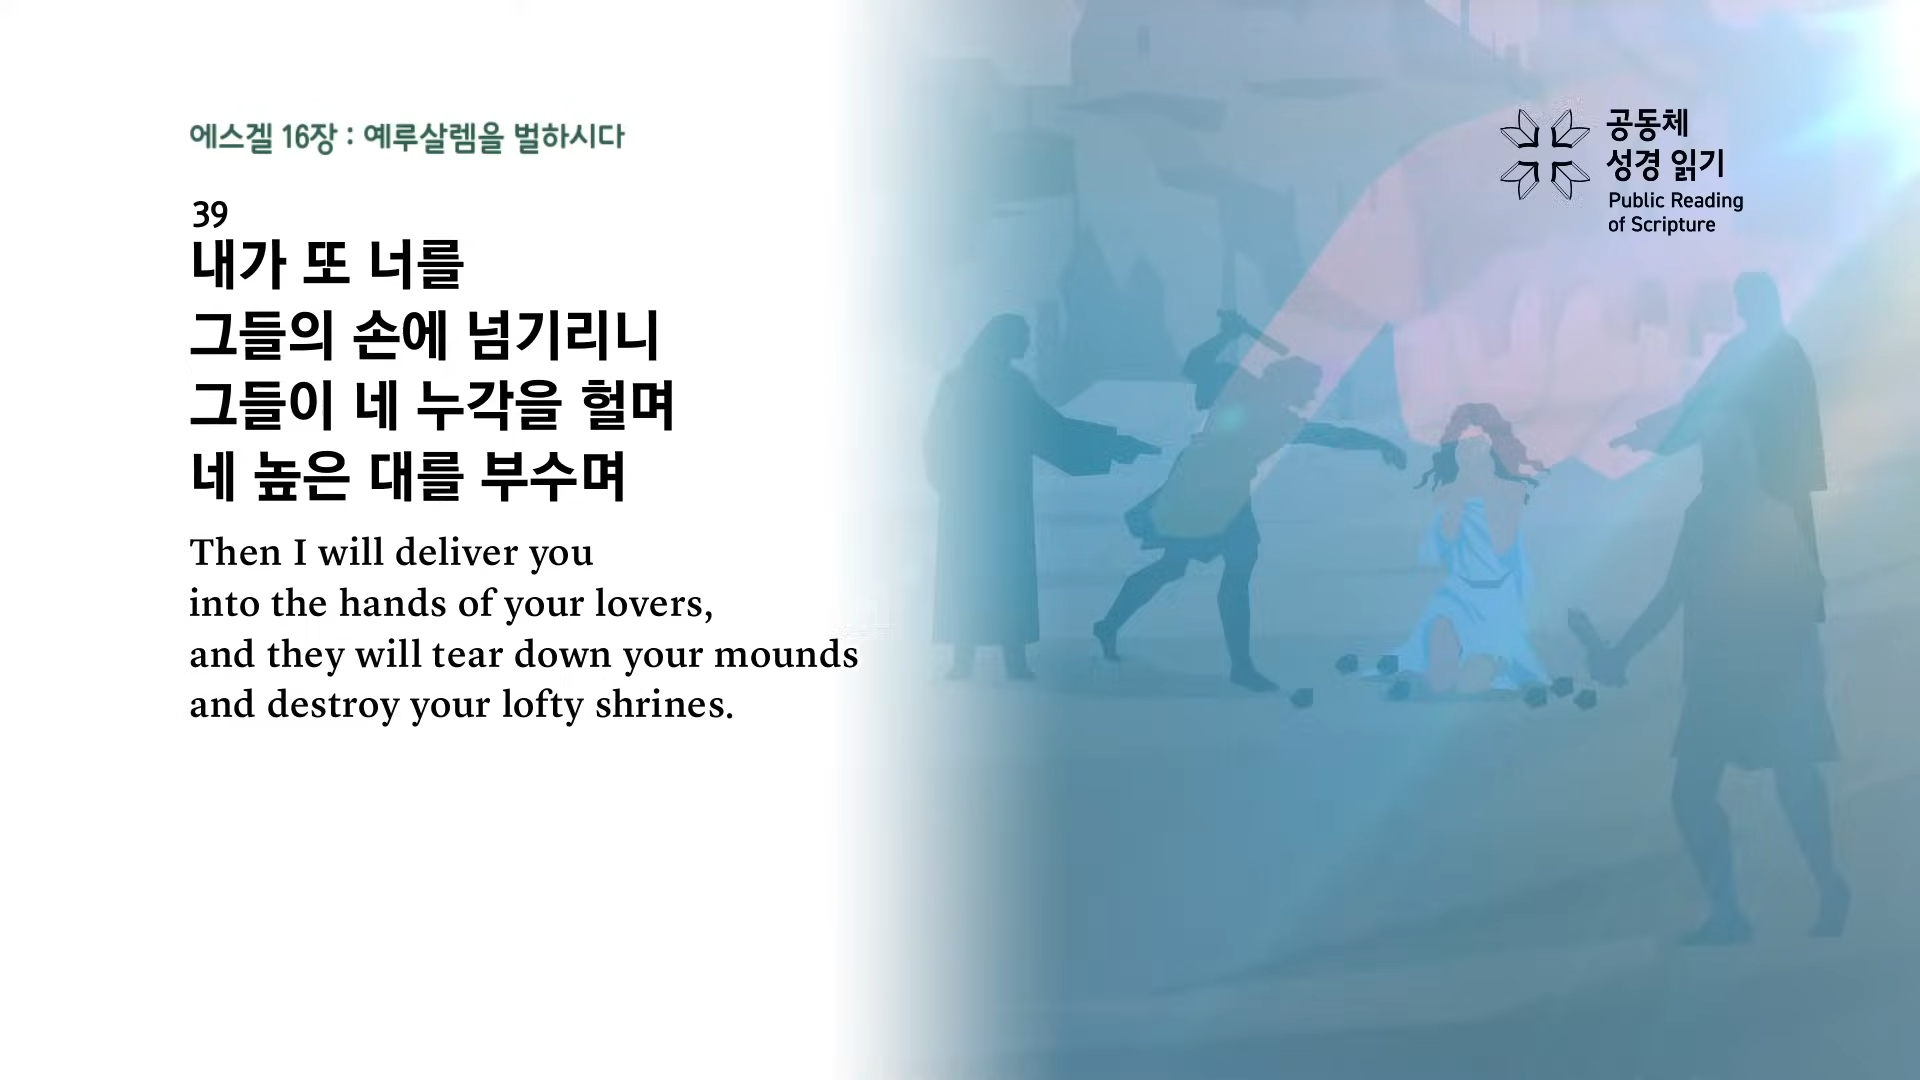 에스겔 16장 : 예루살렘을 벌하시다
39
내가 또 너를
그들의 손에 넘기리니
그들이 네 누각을 헐며
네 높은 대를 부수며
Then I will deliver you
into the hands of your lovers,
and they will tear down your mounds
and destroy your lofty shrines.
공동체
성경 읽기
Public Reading
of Scripture